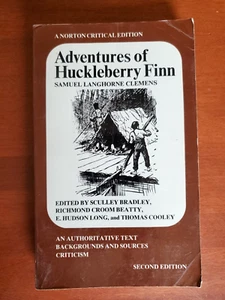 A NORTON CRITICAL EDITION
Adventures of
Huckleberry Finn
SAMUEL LANGHORNE CLEMENS
EDITED BY SCULLEY BRADLEY,
RICHMOND CROOM BEATTY,
E. HUDSON LONG, AND THOMAS COOLEY
AN AUTHORITATIVE TEXT
BACKGROUNDS AND SOURCES
CRITICISM
SECOND EDITION